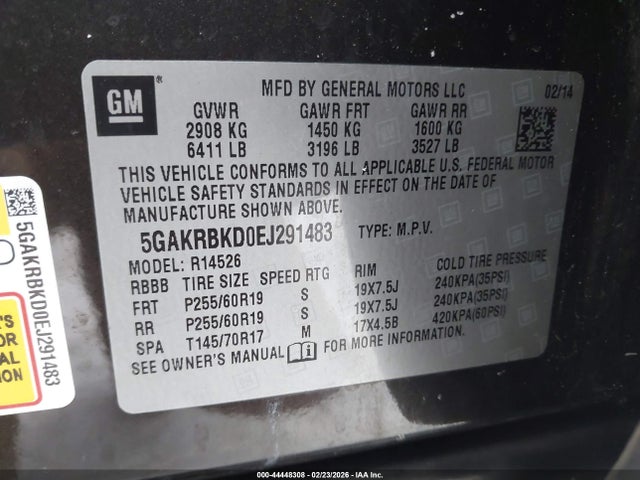 GM
MFD BY GENERAL MOTORS LLC 02/14
GVWR GAWR FRT GAWR RR
2908 KG 1450 KG 1600 KG
6411 LB 3196 LB 3527 LB
THIS VEHICLE CONFORMS TO ALL APPLICABLE U.S. FEDERAL MOTOR
VEHICLE SAFETY STANDARDS IN EFFECT ON THE DATE OF
MANUFACTURE SHOWN ABOVE.
5GAKRBKD0EJ291483 TYPE: M.P.V.
MODEL: R14526
RBBB TIRE SIZE SPEED RTG RIM COLD TIRE PRESSURE
FRT P255/60R19 S 19X7.5J 240KPA(35PSI)
RR P255/60R19 S 19X7.5J 240KPA(35PSI)
SPA T145/70R17 M 17X4.5B 420KPA(60PSI)
SEE OWNER'S MANUAL FOR MORE INFORMATION.
5GAKRBKD0EJ291483
000-44448308 - 02/23/2026 - IAA Inc.